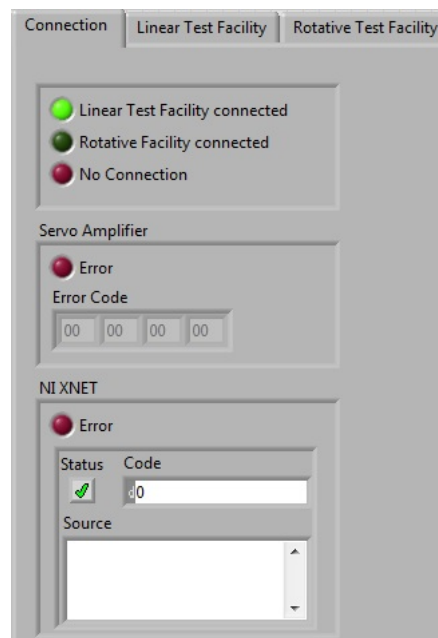 Connection Linear Test Facility Rotative Test Facility
Linear Test Facility connected
Rotative Facility connected
No Connection
Servo Amplifier
Error
Error Code
00 00 00 00
NI XNET
Error
Status Code
d0
Source